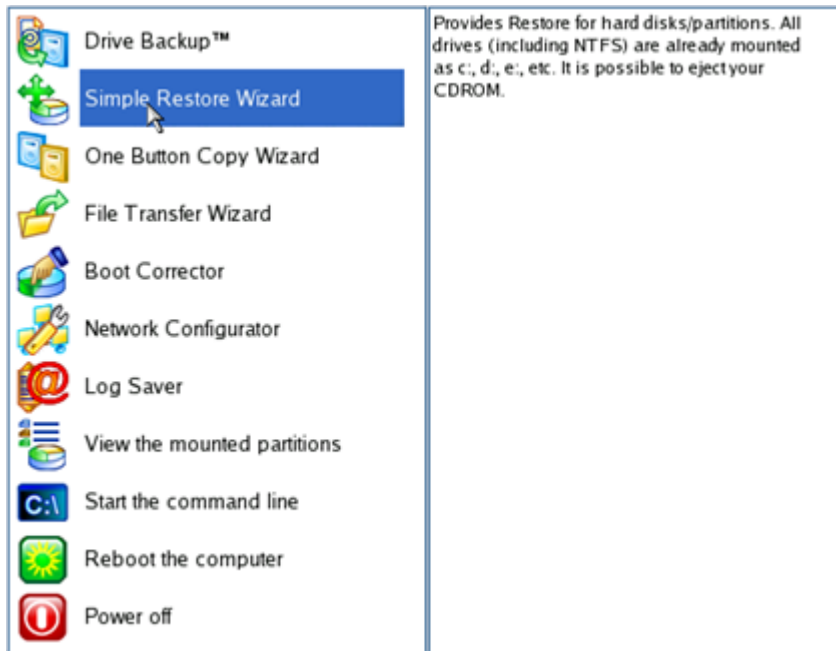 Drive Backup™
Simple Restore Wizard
One Button Copy Wizard
File Transfer Wizard
Boot Corrector
Network Configurator
@
Log Saver
View the mounted partitions
C:\
Start the command line
Reboot the computer
Power off
Provides Restore for hard disks/partitions. All
drives (including NTFS) are already mounted
as c:, d:, e:, etc. It is possible to eject your
CDROM.